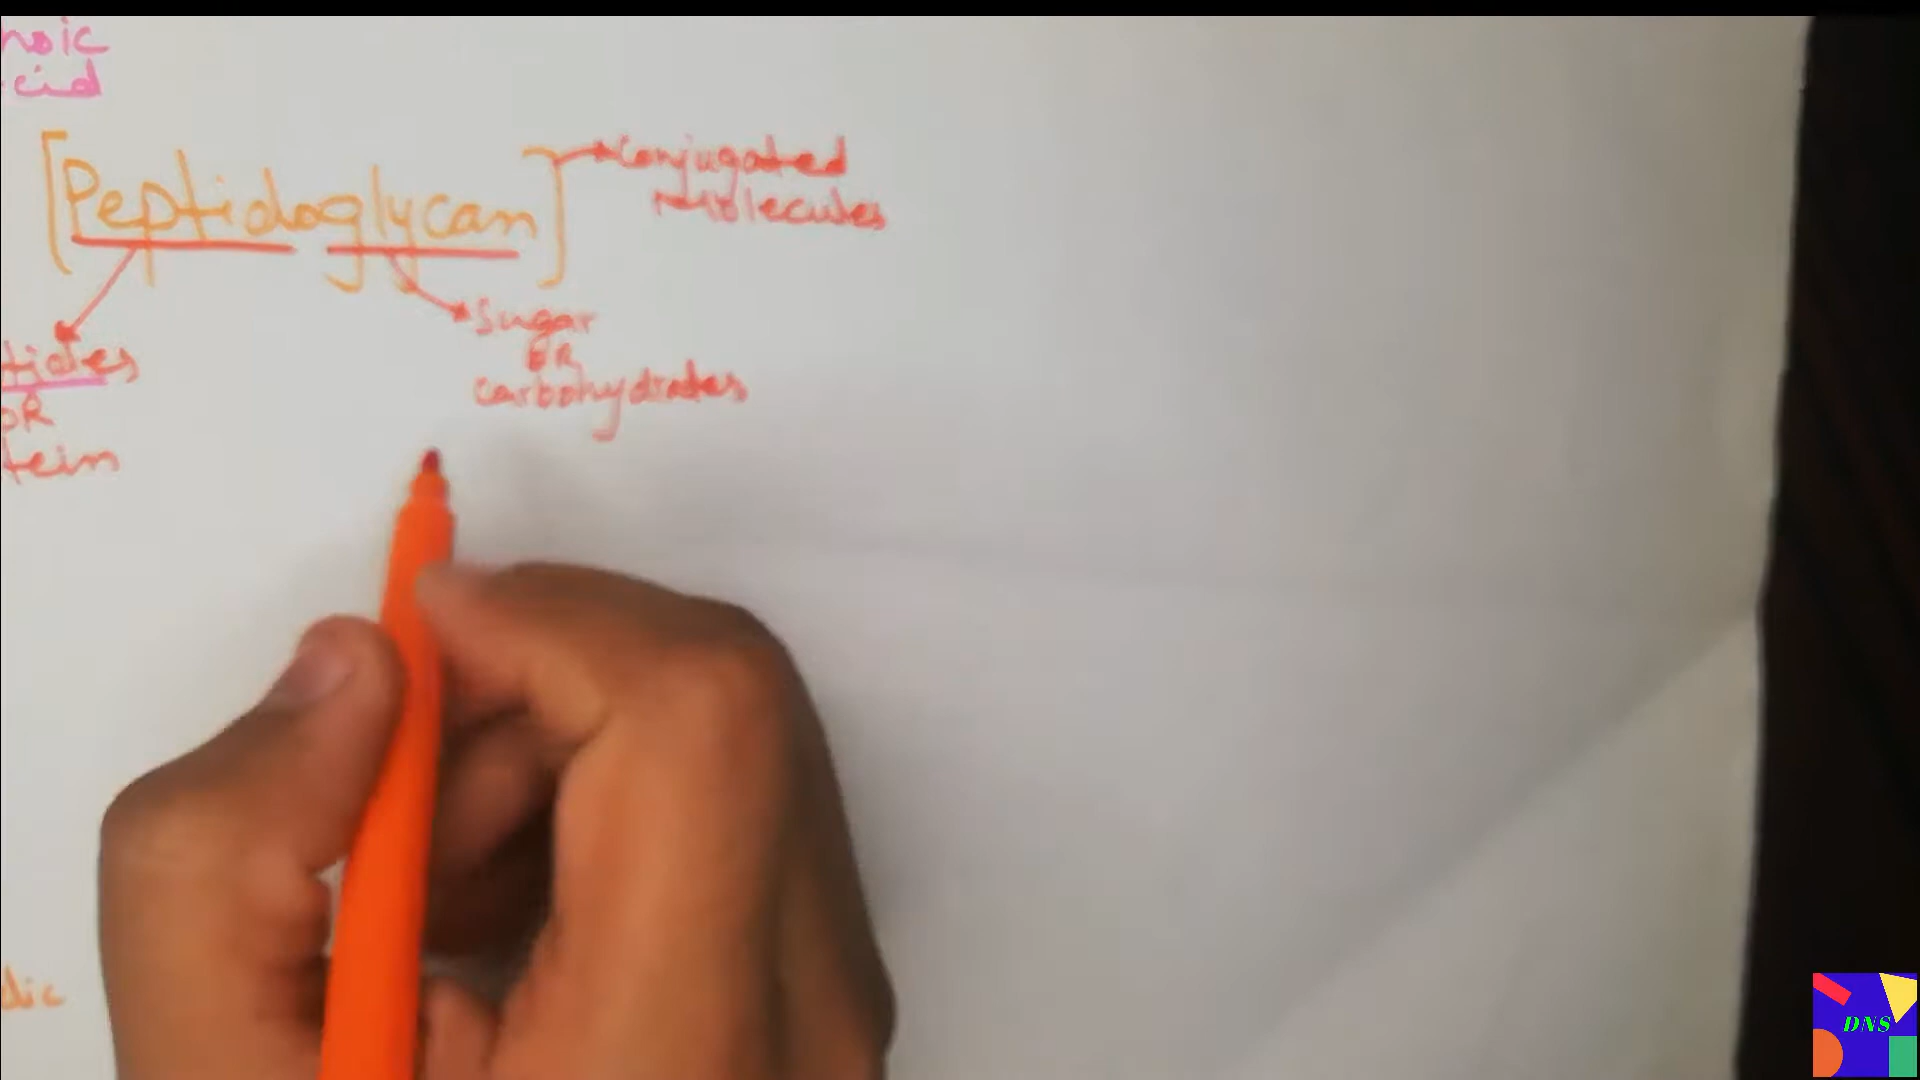 noic
cid
[Peptidoglycan]
Conjugated
Molecules
Sugar
OR
carbohydrates
tides
OR
tein
dic
DNS